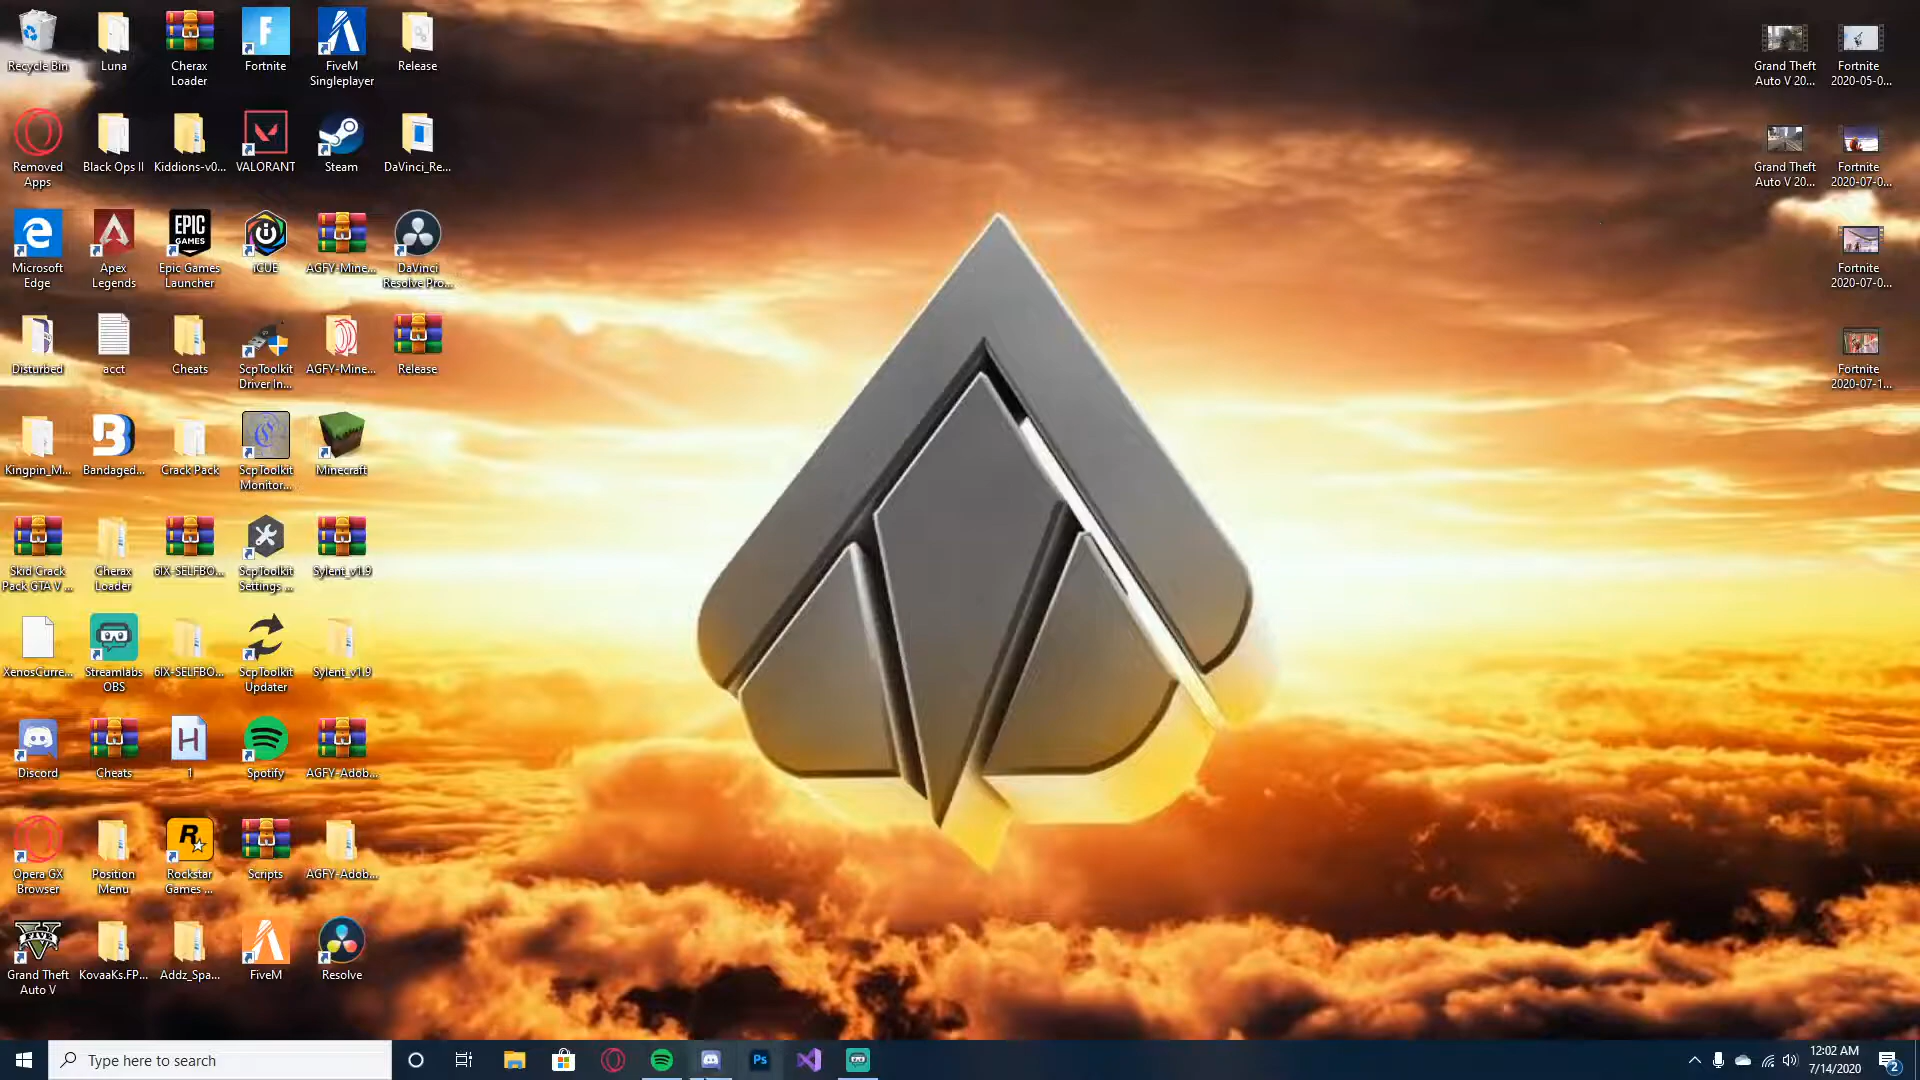 Recycle Bin
Luna
Cherax
Loader
Fortnite
FiveM
Singleplayer
Release
Grand Theft
Auto V 20...
Fortnite
2020-05-0...
Removed
Apps
Black Ops II
Kiddions-v0...
VALORANT
Steam
DaVinci_Re...
Grand Theft
Auto V 20...
Fortnite
2020-07-0...
Microsoft
Edge
Apex
Legends
EPIC
GAMES
Epic Games
Launcher
iCUE
AGFY-Mine...
DaVinci
Resolve Pro...
Fortnite
2020-07-0...
Disturbed
acct
Cheats
ScpToolkit
Driver In...
AGFY-Mine...
Release
Fortnite
2020-07-1...
Kingpin_M...
Bandaged...
Crack Pack
ScpToolkit
Monitor...
Minecraft
Skid Crack
Pack GTA V ...
Cherax
Loader
6IX-SELFBO...
ScpToolkit
Settings ...
Sylent_v1.9
XenosCurre...
Streamlabs
OBS
6IX-SELFBO...
ScpToolkit
Updater
Sylent_v1.9
Discord
Cheats
H
1
Spotify
AGFY-Adob...
Opera GX
Browser
Position
Menu
R
Rockstar
Games ...
Scripts
AGFY-Adob...
FIVE
Grand Theft
Auto V
KovaaKs.FP...
Addz_Spa...
FiveM
Resolve
Type here to search
Ps
12:02 AM
7/14/2020
2